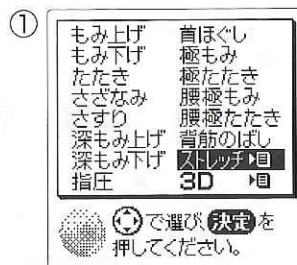 ①
もみ上げ 首ほぐし
もみ下げ 極もみ
たたき 極たたき
さざなみ 腰極もみ
さすり 腰極たたき
深もみ上げ 背筋のばし
深もみ下げ ストレッチ
指圧 3D
で選び、決定を
押してください。